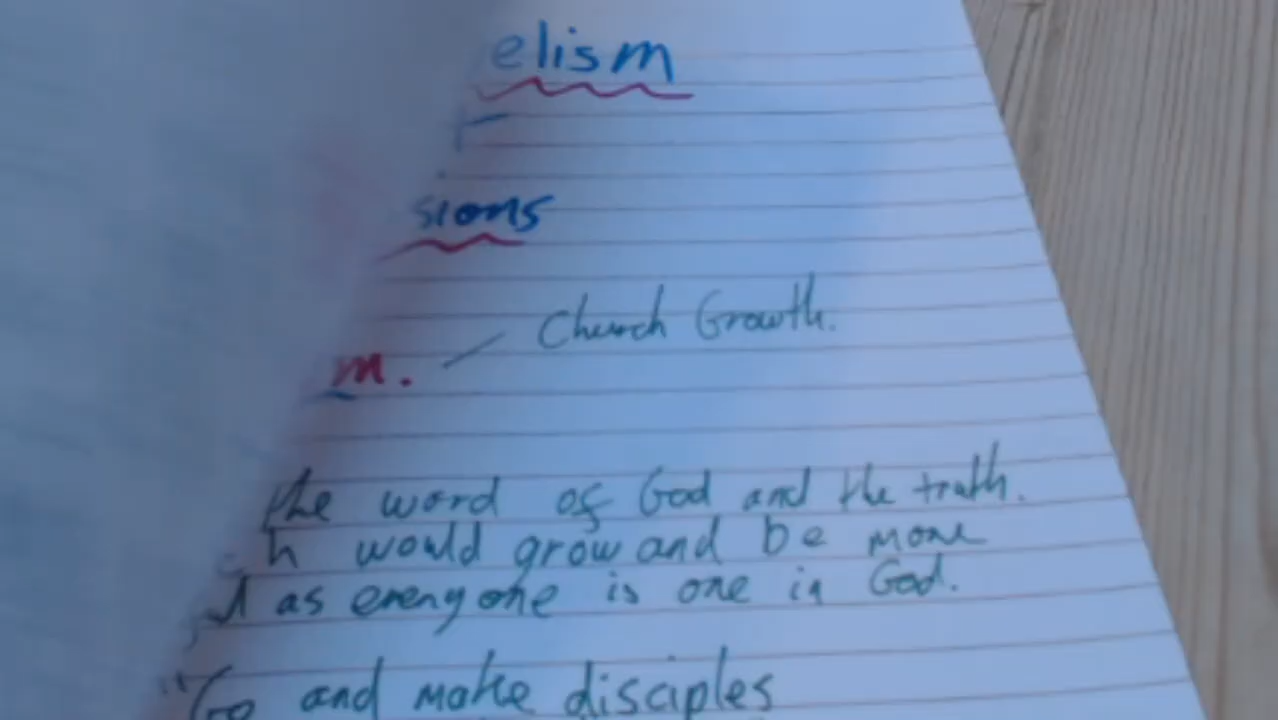 elism
sions
Church Growth.
m.
the word of God and the truth.
h would grow and be more
as everyone is one in God.
"Go and make disciples